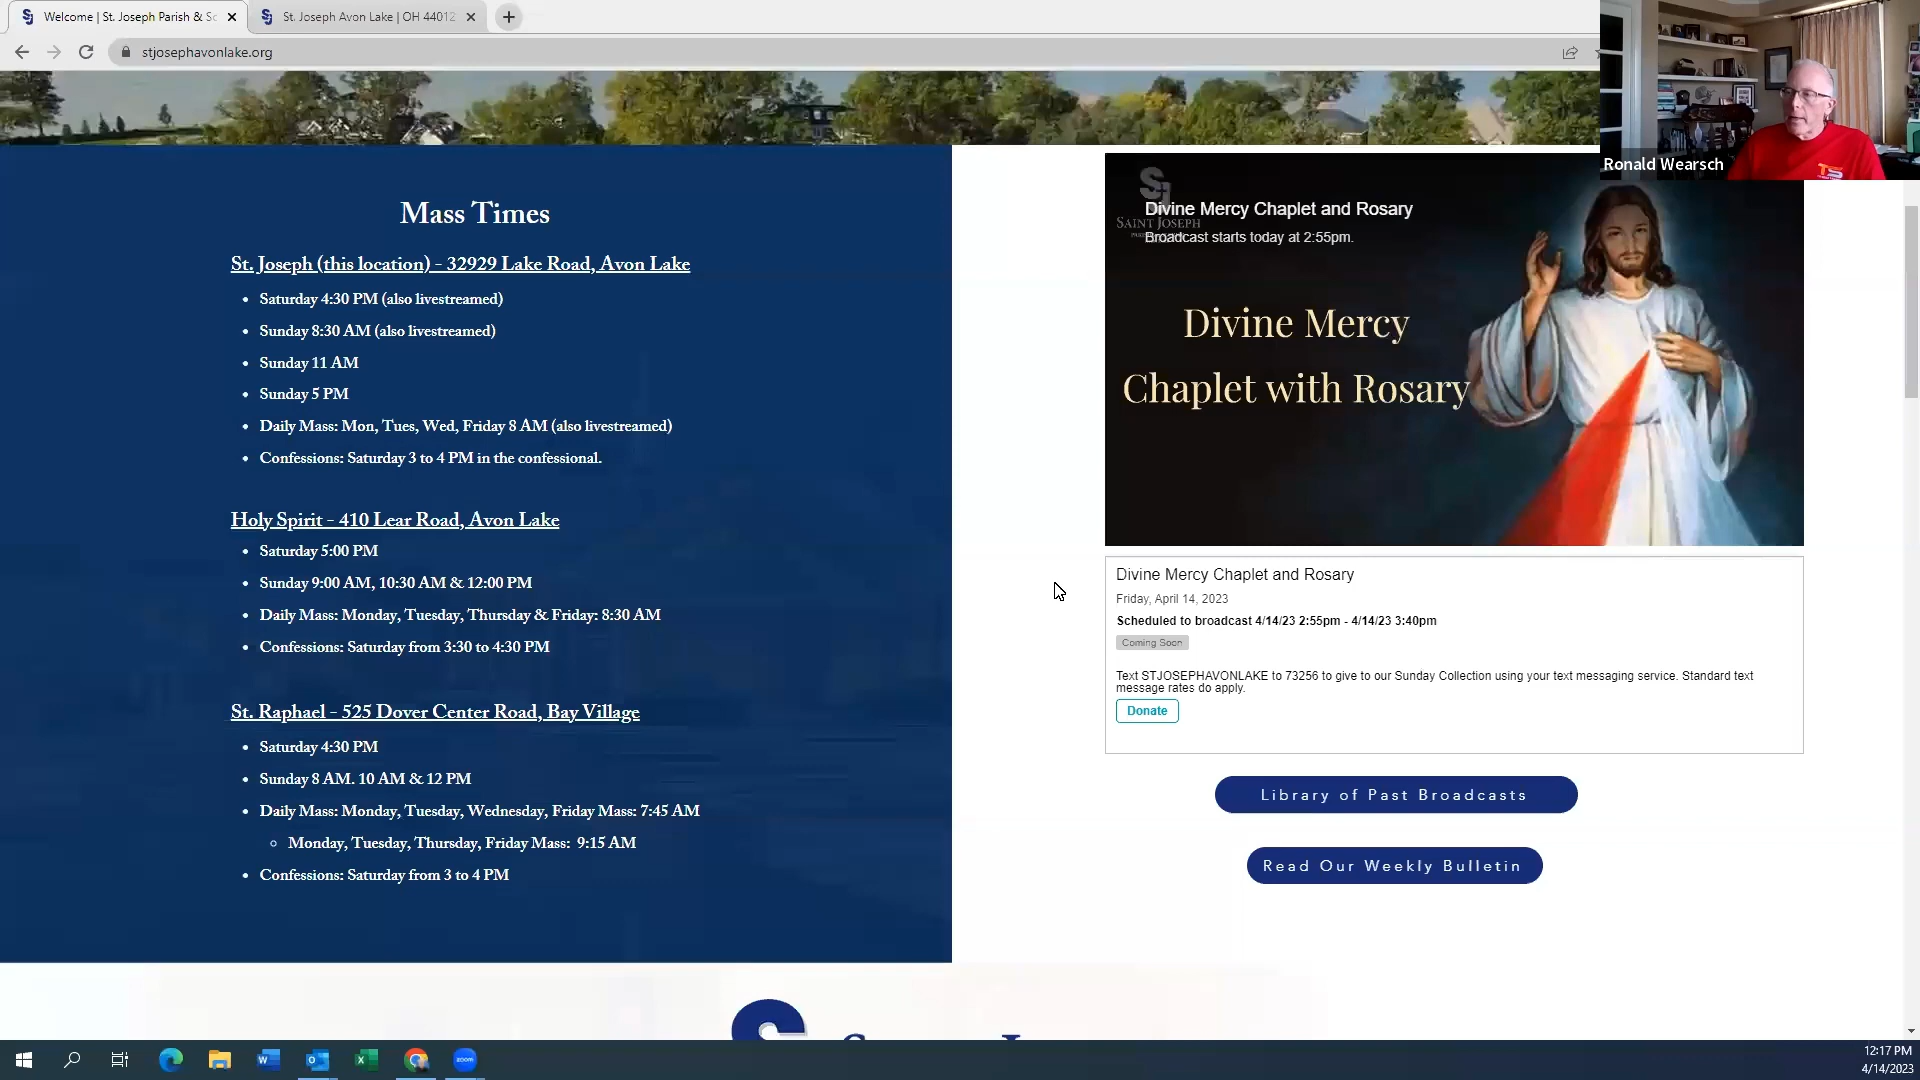 Welcome | St. Joseph Parish & Sc
St. Joseph Avon Lake | OH 44012
stjosephavonlake.org
Ronald Wearsch
TS
Mass Times
St. Joseph (this location) - 32929 Lake Road, Avon Lake
Saturday 4:30 PM (also livestreamed)
Sunday 8:30 AM (also livestreamed)
Sunday 11 AM
Sunday 5 PM
Daily Mass: Mon, Tues, Wed, Friday 8 AM (also livestreamed)
Confessions: Saturday 3 to 4 PM in the confessional.
Holy Spirit - 410 Lear Road, Avon Lake
Saturday 5:00 PM
Sunday 9:00 AM, 10:30 AM & 12:00 PM
Daily Mass: Monday, Tuesday, Thursday & Friday: 8:30 AM
Confessions: Saturday from 3:30 to 4:30 PM
St. Raphael - 525 Dover Center Road, Bay Village
Saturday 4:30 PM
Sunday 8 AM. 10 AM & 12 PM
Daily Mass: Monday, Tuesday, Wednesday, Friday Mass: 7:45 AM
Monday, Tuesday, Thursday, Friday Mass: 9:15 AM
Confessions: Saturday from 3 to 4 PM
SJ
SAINT JOSEPH
Divine Mercy Chaplet and Rosary
Broadcast starts today at 2:55pm.
Divine Mercy
Chaplet with Rosary
Divine Mercy Chaplet and Rosary
Friday, April 14, 2023
Scheduled to broadcast 4/14/23 2:55pm - 4/14/23 3:40pm
Coming Soon
Text STJOSEPHAVONLAKE to 73256 to give to our Sunday Collection using your text messaging service. Standard text
message rates do apply.
Donate
Library of Past Broadcasts
Read Our Weekly Bulletin
zoom
12:17 PM
4/14/2023